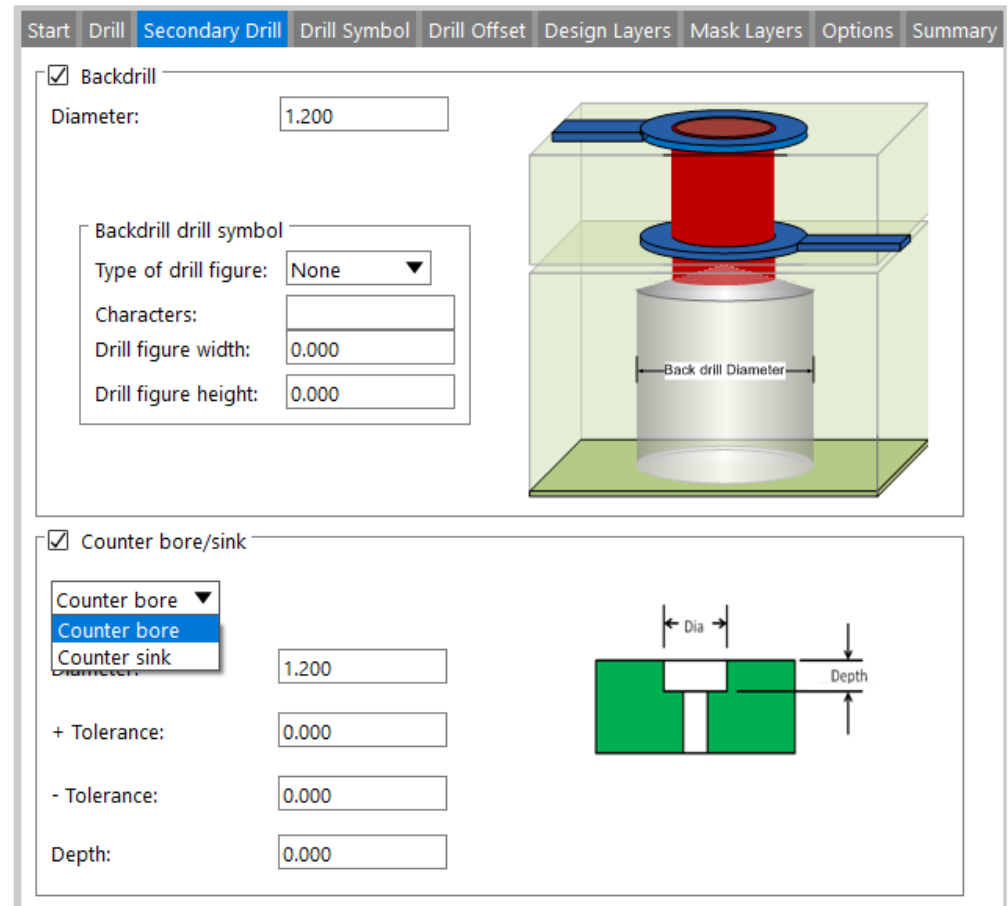 Start Drill Secondary Drill Drill Symbol Drill Offset Design Layers Mask Layers Options Summary
Backdrill
Diameter: 1.200
Backdrill drill symbol
Type of drill figure: None
Characters:
Drill figure width: 0.000
Drill figure height: 0.000
Back drill Diameter
Counter bore/sink
Counter bore
Counter bore
Counter sink
Diameter: 1.200
+ Tolerance: 0.000
- Tolerance: 0.000
Depth: 0.000
Dia
Depth